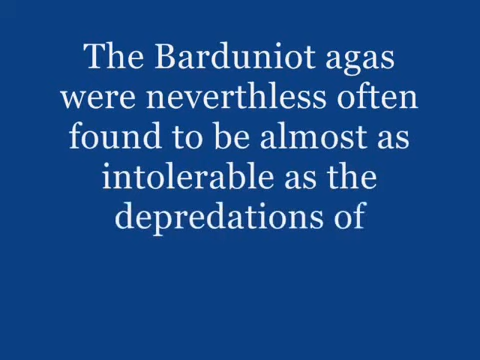 The Barduniot agas
were neverthless often
found to be almost as
intolerable as the
depredations of